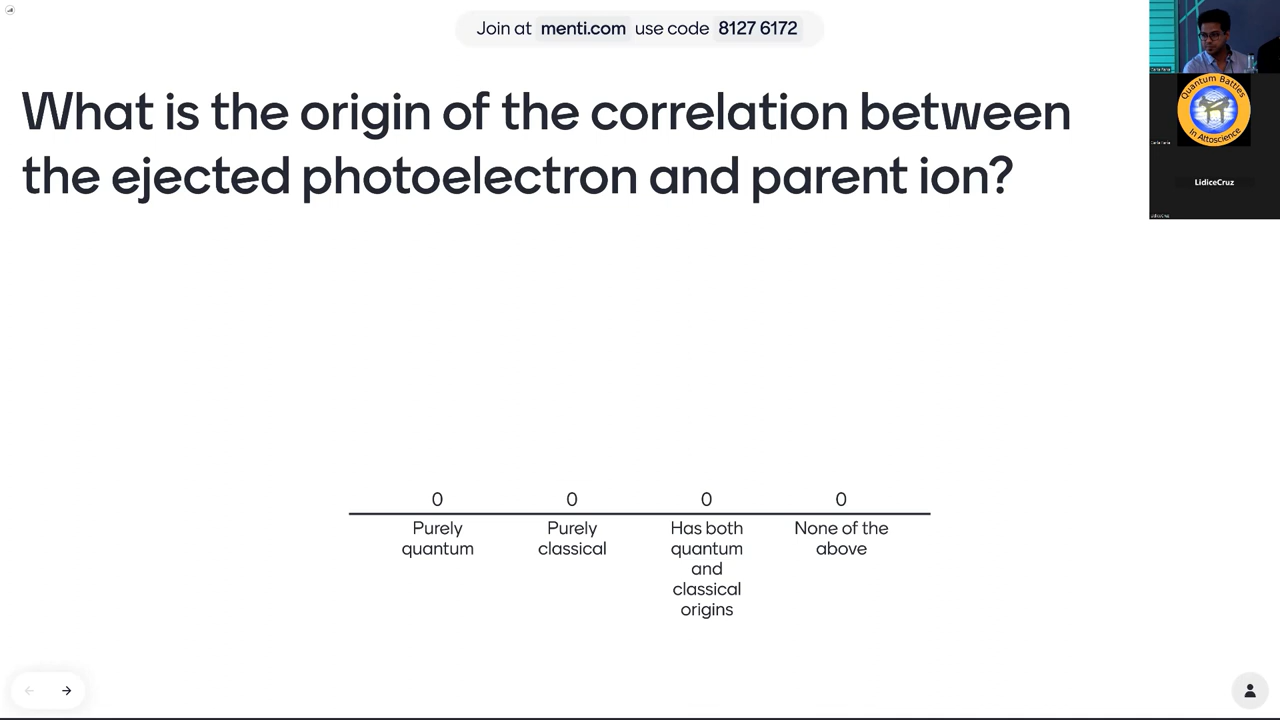 Join at menti.com use code 8127 6172
What is the origin of the correlation between
the ejected photoelectron and parent ion?
Quantum Battles
in Attoscience
LidiceCruz
0
0
0
0
Purely
quantum
Purely
classical
Has both
quantum
and
classical
origins
None of the
above